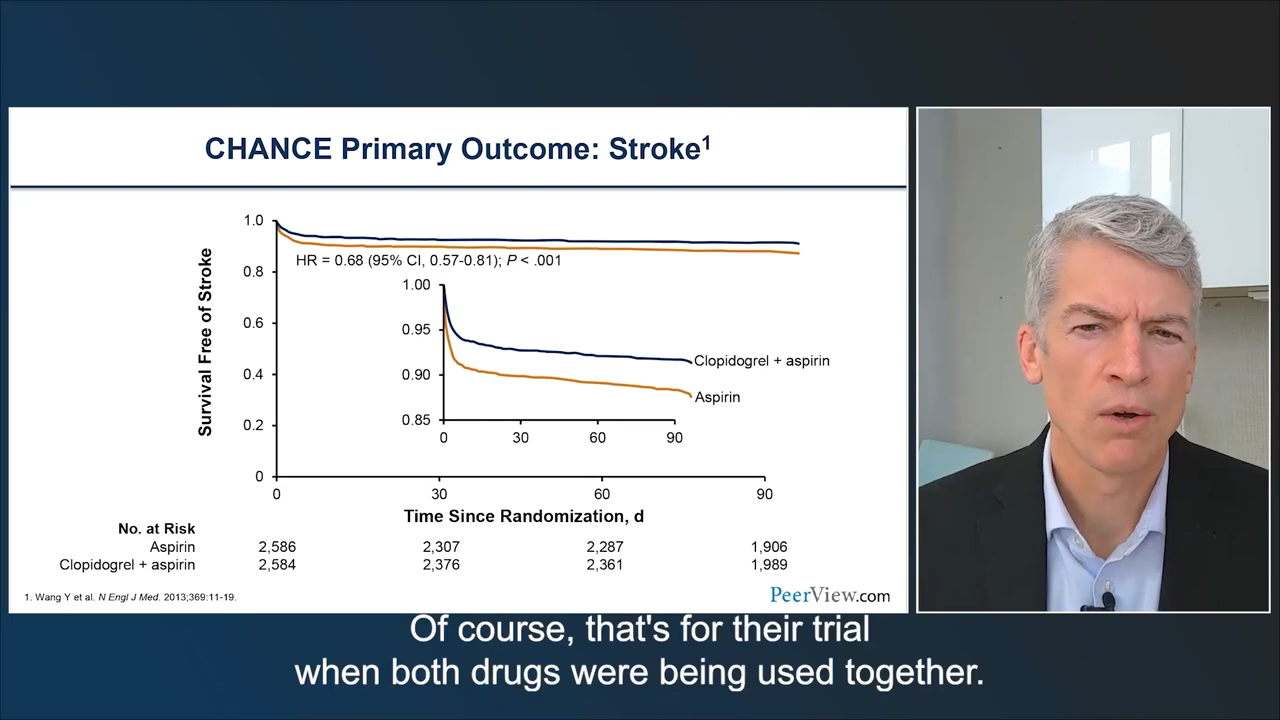 CHANCE Primary Outcome: Stroke1
Survival Free of Stroke
1.0
0.8
0.6
0.4
0.2
0
HR = 0.68 (95% CI, 0.57-0.81); P < .001
1.00
0.95
0.90
0.85
0 30 60 90
Clopidogrel + aspirin
Aspirin
0 30 60 90
Time Since Randomization, d
No. at Risk
Aspirin 2,586 2,307 2,287 1,906
Clopidogrel + aspirin 2,584 2,376 2,361 1,989
1. Wang Y et al. N Engl J Med. 2013;369:11-19.
PeerView.com
Of course, that's for their trial
when both drugs were being used together.